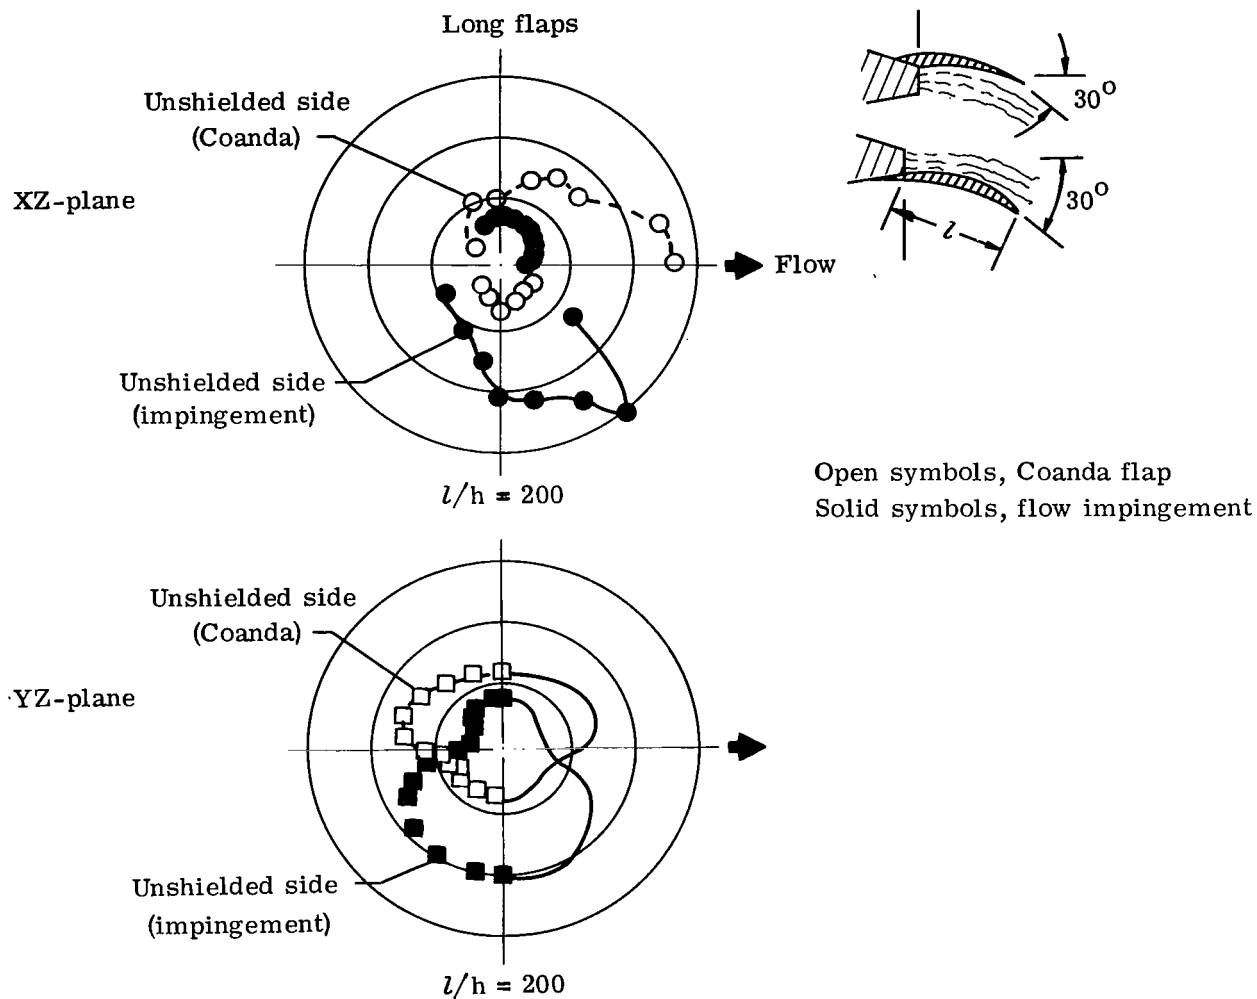 Long flaps
Unshielded side
(Coanda)
XZ-plane
Flow
Unshielded side
(impingement)
l/h = 200
30°
30°
l
Open symbols, Coanda flap
Solid symbols, flow impingement
Unshielded side
(Coanda)
YZ-plane
Unshielded side
(impingement)
l/h = 200